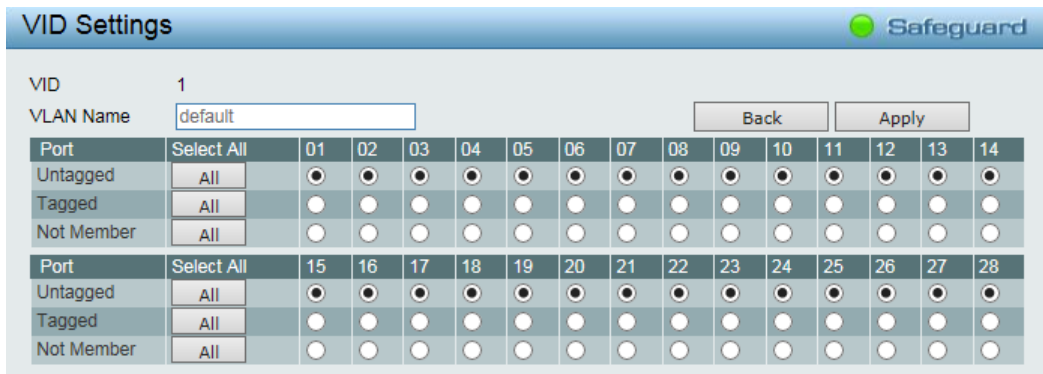 VID Settings Safeguard
VID 1
VLAN Name default Back Apply
Port Select All 01 02 03 04 05 06 07 08 09 10 11 12 13 14
Untagged All
Tagged All
Not Member All
Port Select All 15 16 17 18 19 20 21 22 23 24 25 26 27 28
Untagged All
Tagged All
Not Member All